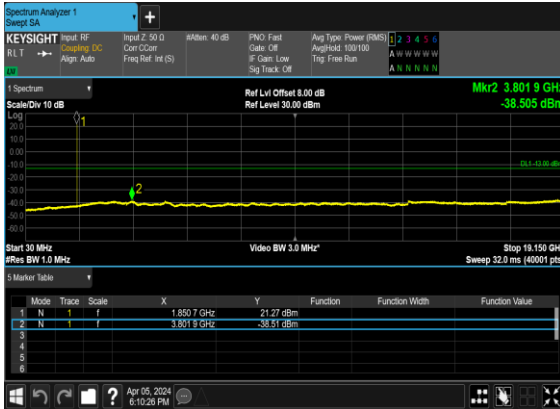 Spectrum Analyzer 1
Swept SA
KEYSIGHT
RLT
LV
Input: RF
Coupling: DC
Align: Auto
Input Z: 50 Ω
Corr CCorr
Freq Ref: Int (S)
#Atten: 40 dB
PNO: Fast
Gate: Off
IF Gain: Low
Sig Track: Off
Avg Type: Power (RMS)
Avg|Hold: 100/100
Trig: Free Run
1 2 3 4 5 6
A W W W W W
A N N N N N
1 Spectrum
Scale/Div 10 dB
Ref Lvl Offset 8.00 dB
Ref Level 30.00 dBm
Mkr2 3.801 9 GHz
-38.505 dBm
Log
20.0
10.0
0.00
-10.0
-20.0
-30.0
-40.0
-50.0
-60.0
1
2
DL1 -13.00 dBm
Start 30 MHz
#Res BW 1.0 MHz
Video BW 3.0 MHz*
Stop 19.150 GH
Sweep 32.0 ms (40001 pts
5 Marker Table
Mode Trace Scale X Y Function Function Width Function Value
1 N 1 f 1.850 7 GHz 21.27 dBm
2 N 1 f 3.801 9 GHz -38.51 dBm
3
4
5
6
Apr 05, 2024
6:10:26 PM